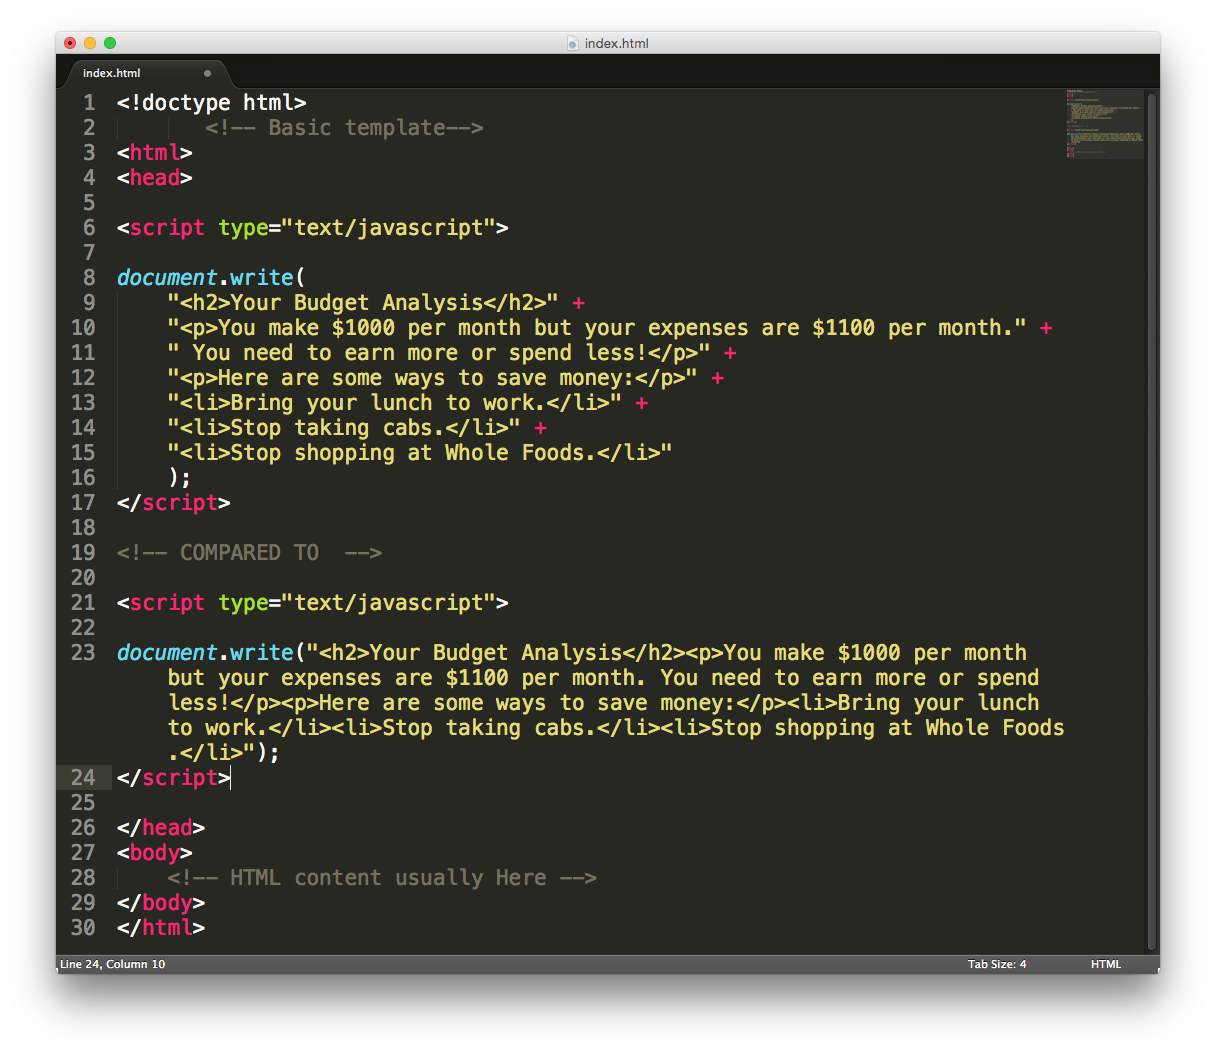 index.html
index.html
1 <!doctype html>
2 <!-- Basic template-->
3 <html>
4 <head>
5
6 <script type="text/javascript">
7
8 document.write(
9 "<h2>Your Budget Analysis</h2>" +
10 "<p>You make $1000 per month but your expenses are $1100 per month." +
11 " You need to earn more or spend less!</p>" +
12 "<p>Here are some ways to save money:</p>" +
13 "<li>Bring your lunch to work.</li>" +
14 "<li>Stop taking cabs.</li>" +
15 "<li>Stop shopping at Whole Foods.</li>"
16 );
17 </script>
18
19 <!-- COMPARED TO  -->
20
21 <script type="text/javascript">
22
23 document.write("<h2>Your Budget Analysis</h2><p>You make $1000 per month
but your expenses are $1100 per month. You need to earn more or spend
less!</p><p>Here are some ways to save money:</p><li>Bring your lunch
to work.</li><li>Stop taking cabs.</li><li>Stop shopping at Whole Foods
.</li>");
24 </script>
25
26 </head>
27 <body>
28 <!-- HTML content usually Here -->
29 </body>
30 </html>
Line 24, Column 10 Tab Size: 4 HTML